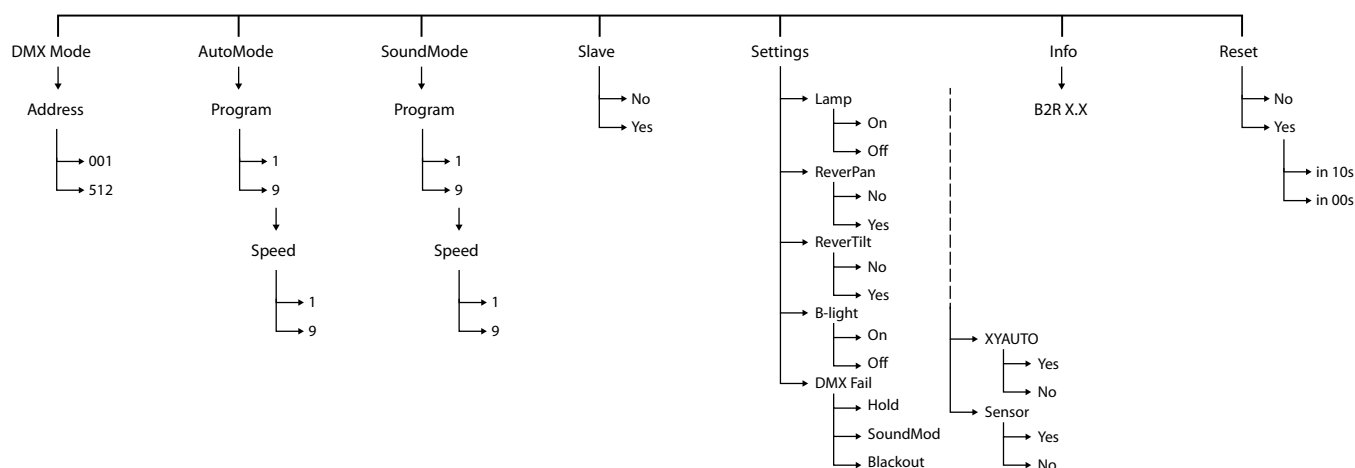 DMX Mode
Address
001
512
AutoMode
Program
1
9
Speed
1
9
SoundMode
Program
1
9
Speed
1
9
Slave
No
Yes
Settings
Lamp
On
Off
ReverPan
No
Yes
ReverTilt
No
Yes
B-light
On
Off
DMX Fail
Hold
SoundMod
Blackout
XYAUTO
Yes
No
Sensor
Yes
No
Info
B2R X.X
Reset
No
Yes
in 10s
in 00s